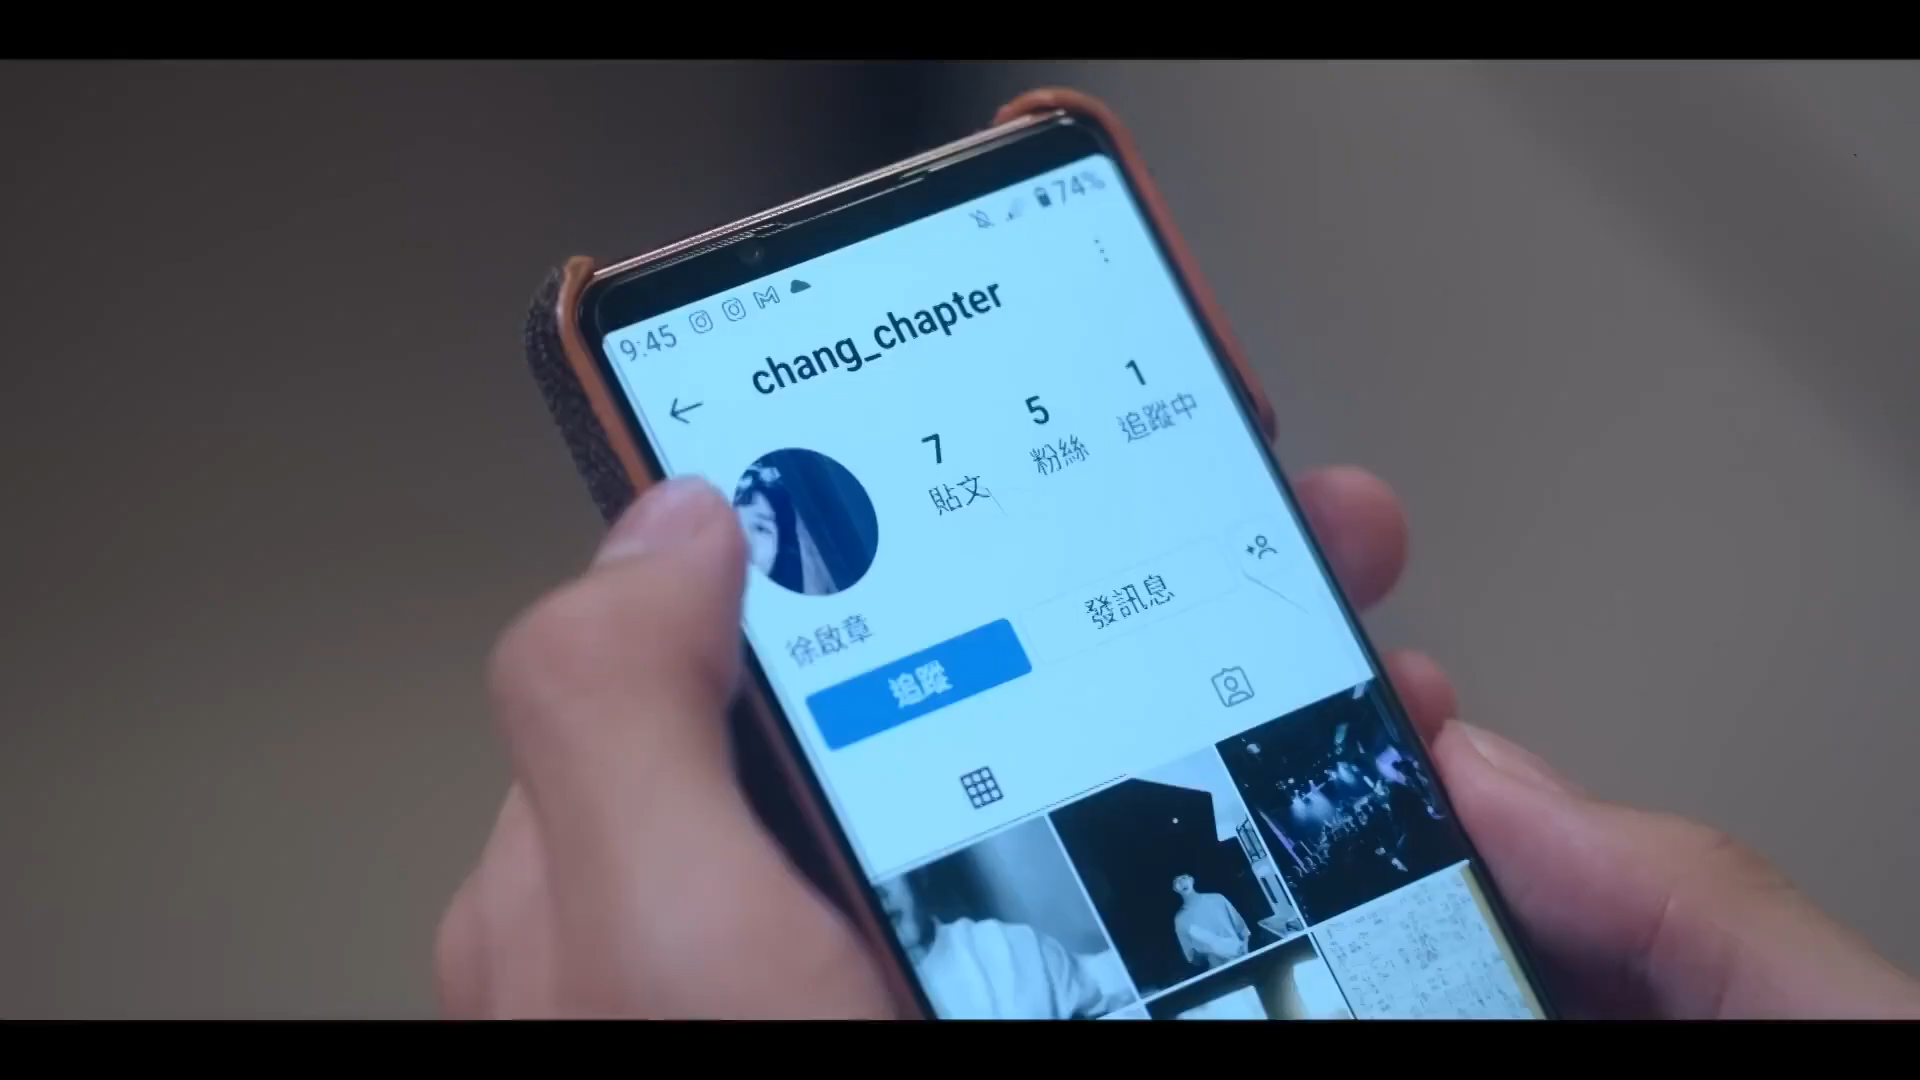 9:45 74%
chang_chapter
7 5 1
貼文 粉絲 追蹤中
徐啟章
追蹤 發訊息